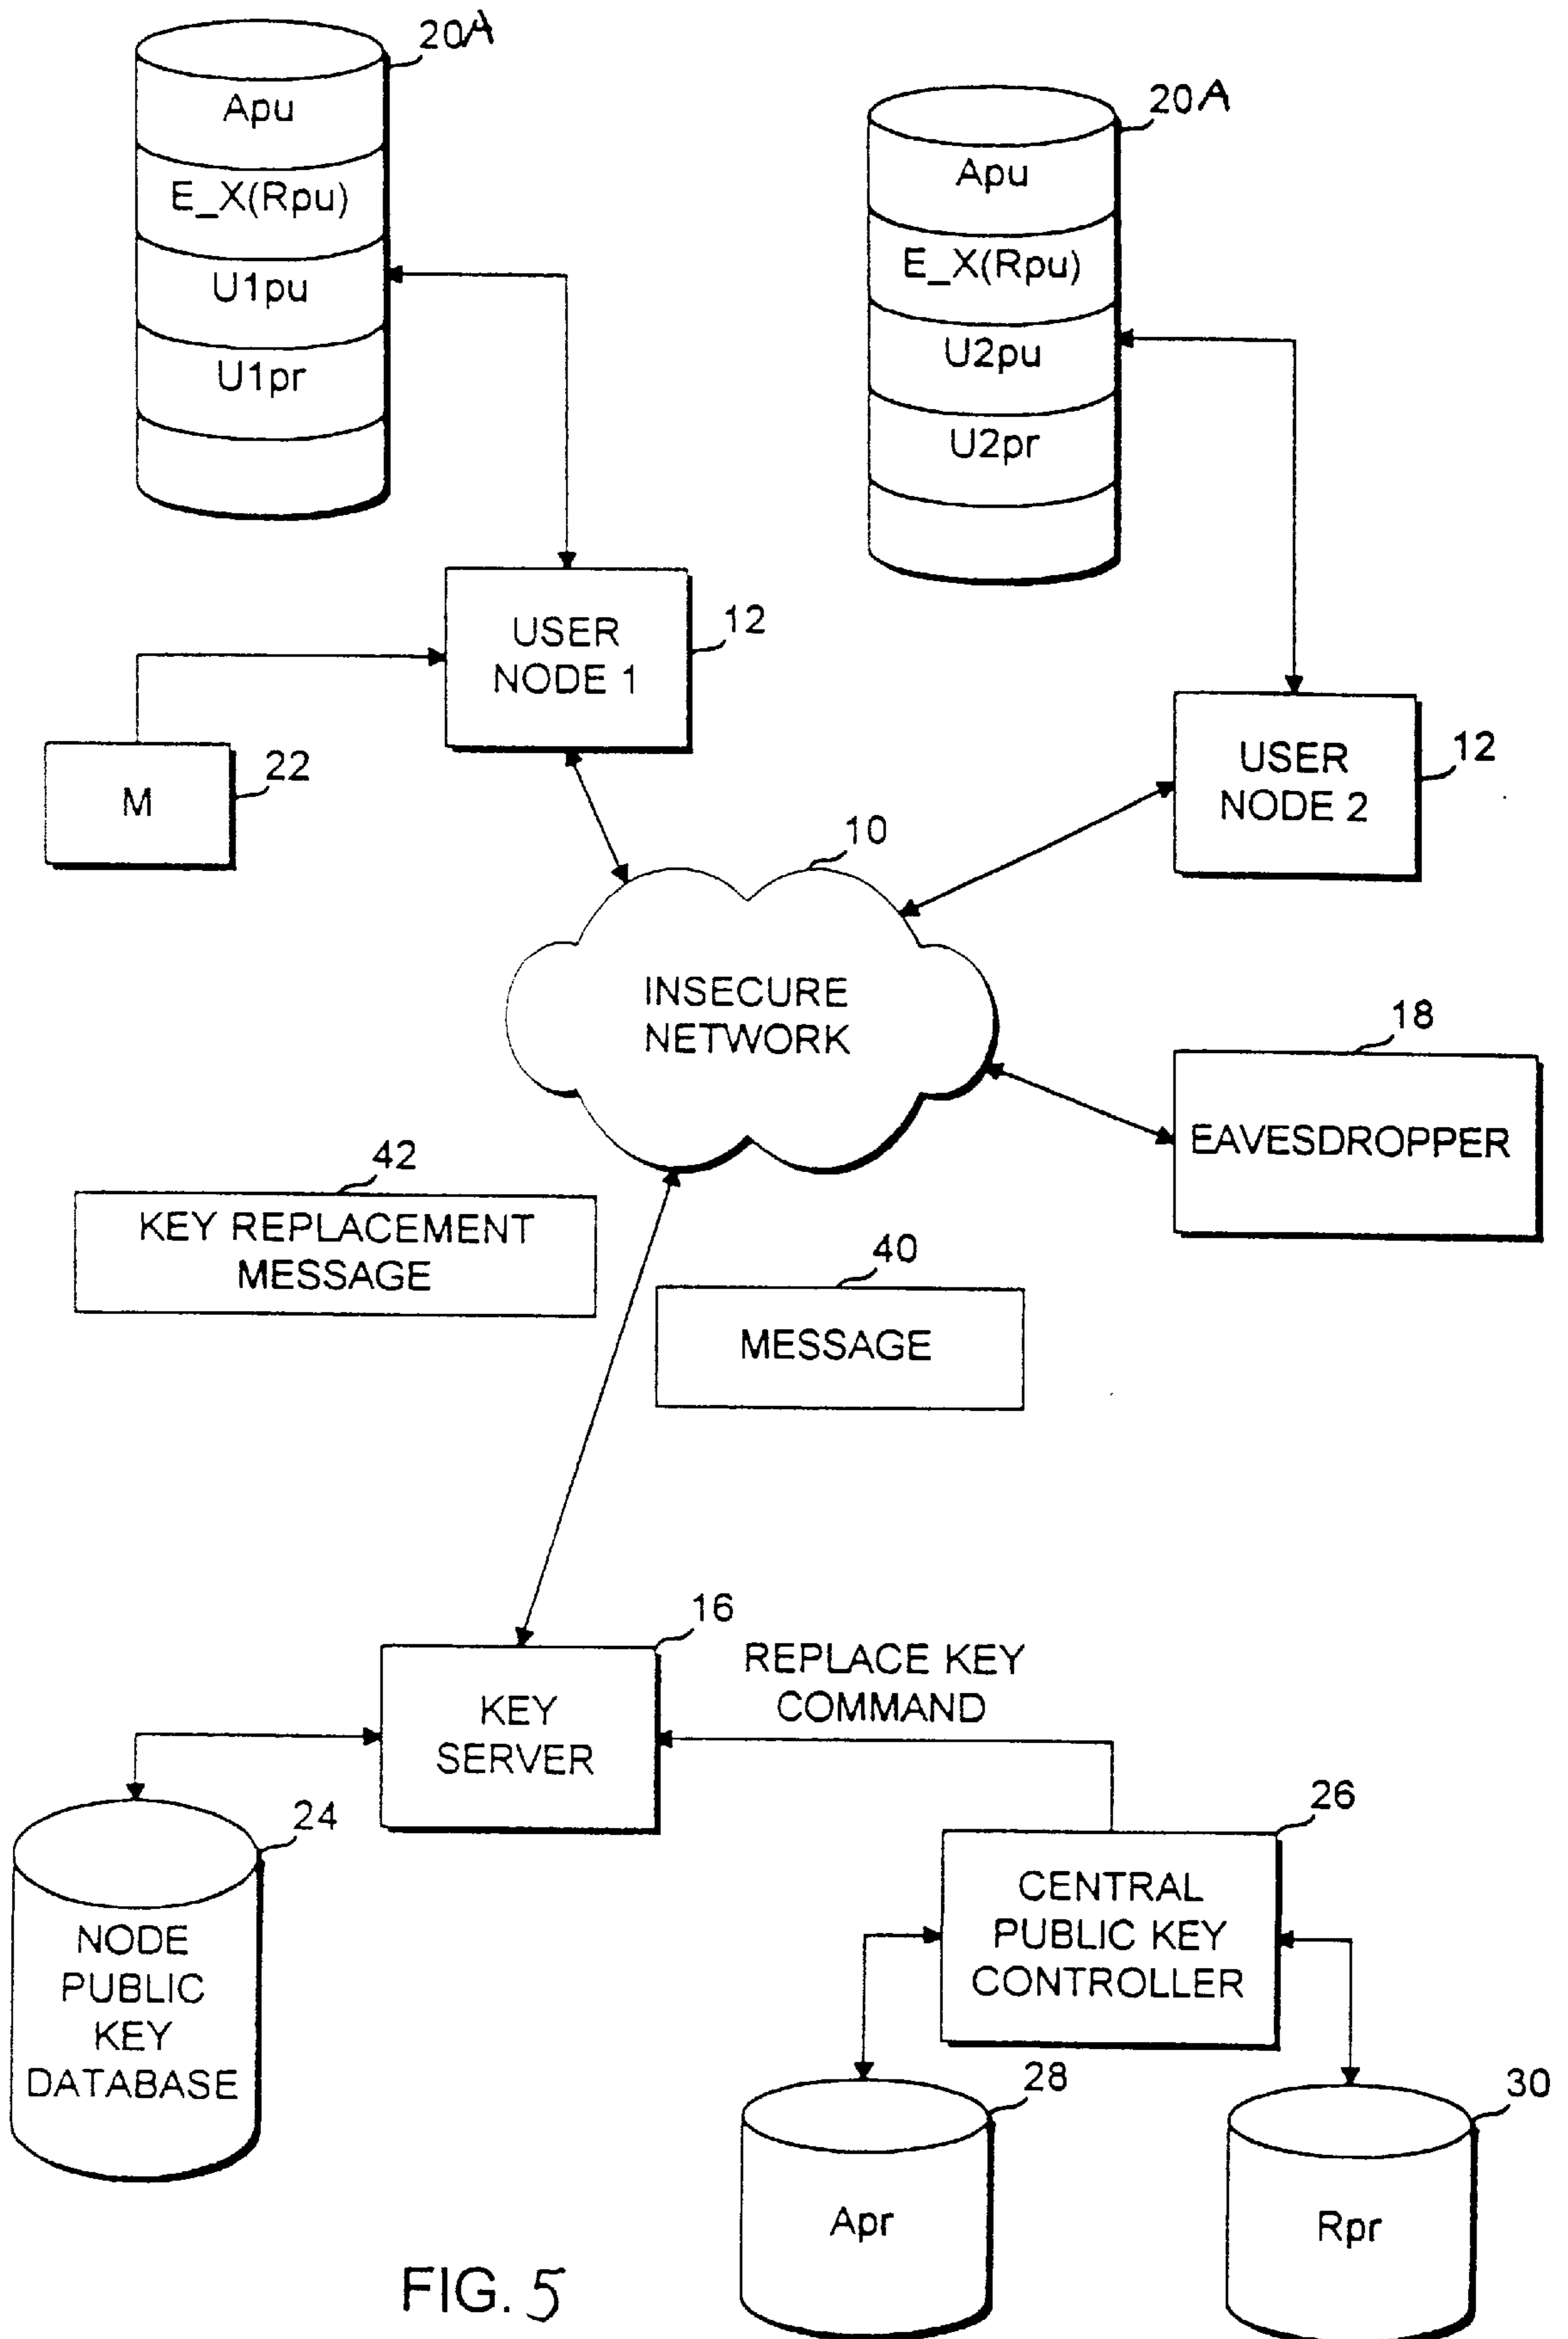 20A
Apu
E_X(Rpu)
U1pu
U1pr
20A
Apu
E_X(Rpu)
U2pu
U2pr
USER
NODE 1
12
M
22
USER
NODE 2
12
10
INSECURE
NETWORK
18
EAVESDROPPER
42
KEY REPLACEMENT
MESSAGE
40
MESSAGE
16
KEY
SERVER
REPLACE KEY
COMMAND
24
NODE
PUBLIC
KEY
DATABASE
26
CENTRAL
PUBLIC KEY
CONTROLLER
28
Apr
30
Rpr
FIG. 5